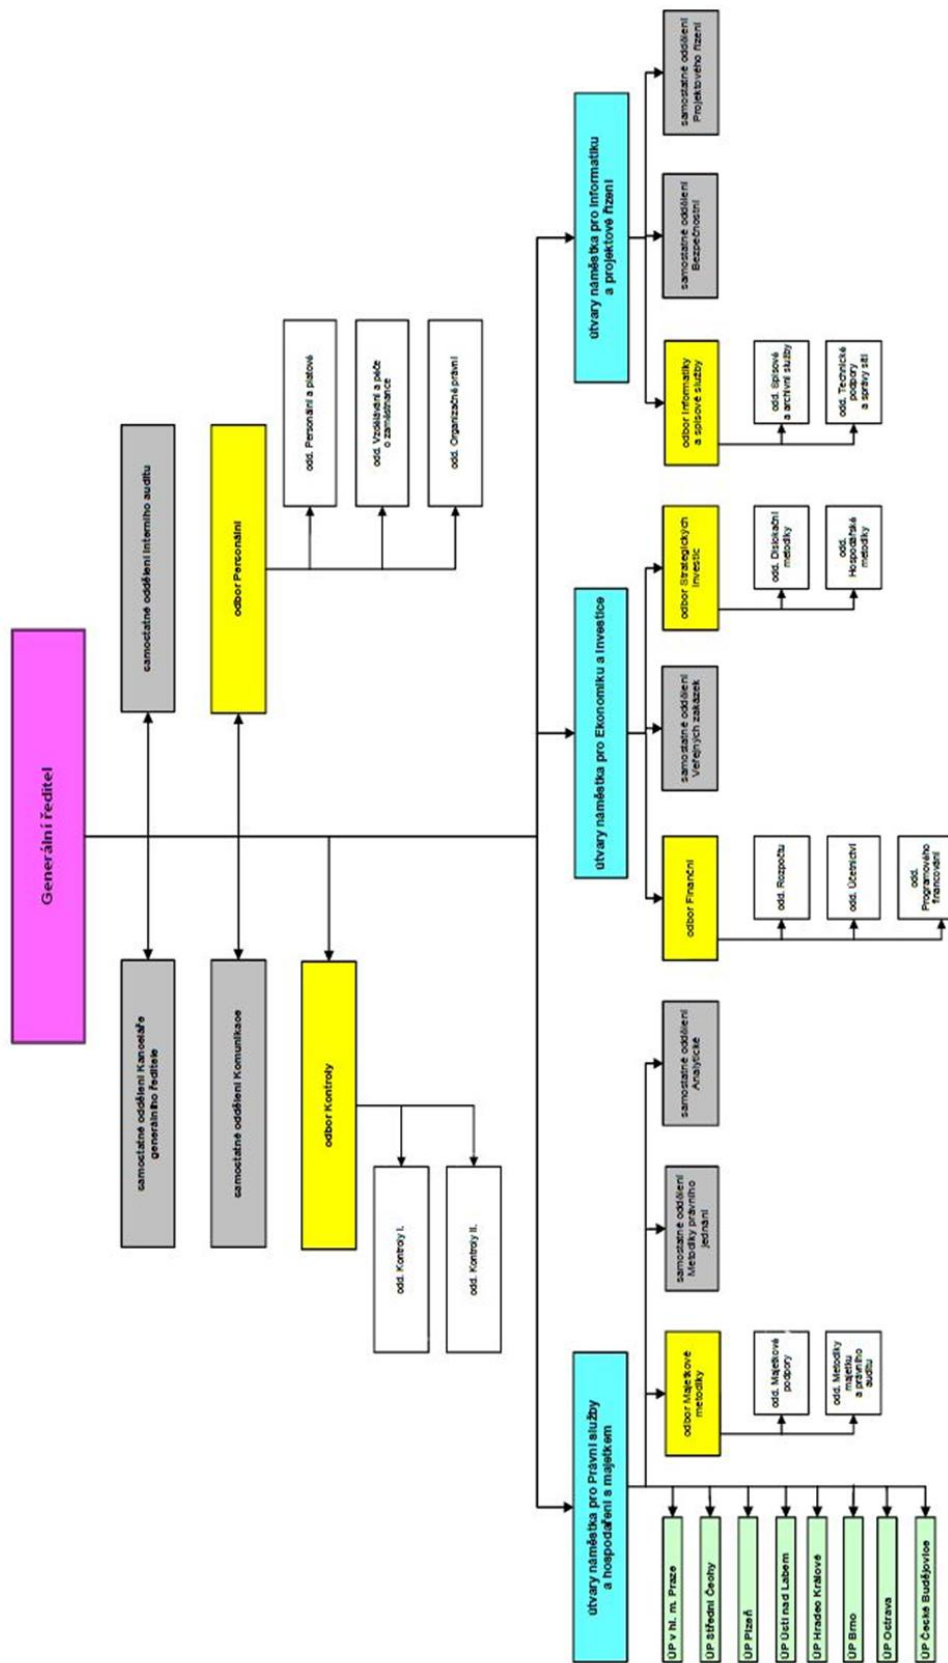 Generální ředitel
samostatné oddělení Kanceláře
generálního ředitele
samostatné oddělení Interního auditu
samostatné oddělení Komunikace
odbor Personální
odbor Kontroly
odd. Personální a platové
odd. Vzdělávání a péče
o zaměstnance
odd. Organizačně právní
odd. Kontroly I.
odd. Kontroly II.
útvary náměstka pro Právní služby
a hospodaření s majetkem
útvary náměstka pro Ekonomiku a Investice
útvary náměstka pro Informatiku
a projektové řízení
ÚP v hl. m. Praze
ÚP Střední Čechy
ÚP Plzeň
ÚP Ústí nad Labem
ÚP Hradec Králové
ÚP Brno
ÚP Ostrava
ÚP České Budějovice
odbor Majetkové
metodiky
odd. Majetkové
podpory
odd. Metodiky
majetku
a právního
auditu
samostatné oddělení
Metodiky právního
jednání
samostatné oddělení
Analytické
odbor Finanční
odd. Rozpočtu
odd. Účetnictví
odd.
Programového
financování
samostatné oddělení
Veřejných zakázek
odbor Strategických
Investic
odd. Dislokační
metodiky
odd.
Hospodářské
metodiky
odbor Informatiky
a spisové služby
odd. Spisové
a archivní služby
odd. Technické
podpory
a správy sítí
samostatné oddělení
Bezpečnostní
samostatné oddělení
Projektového řízení